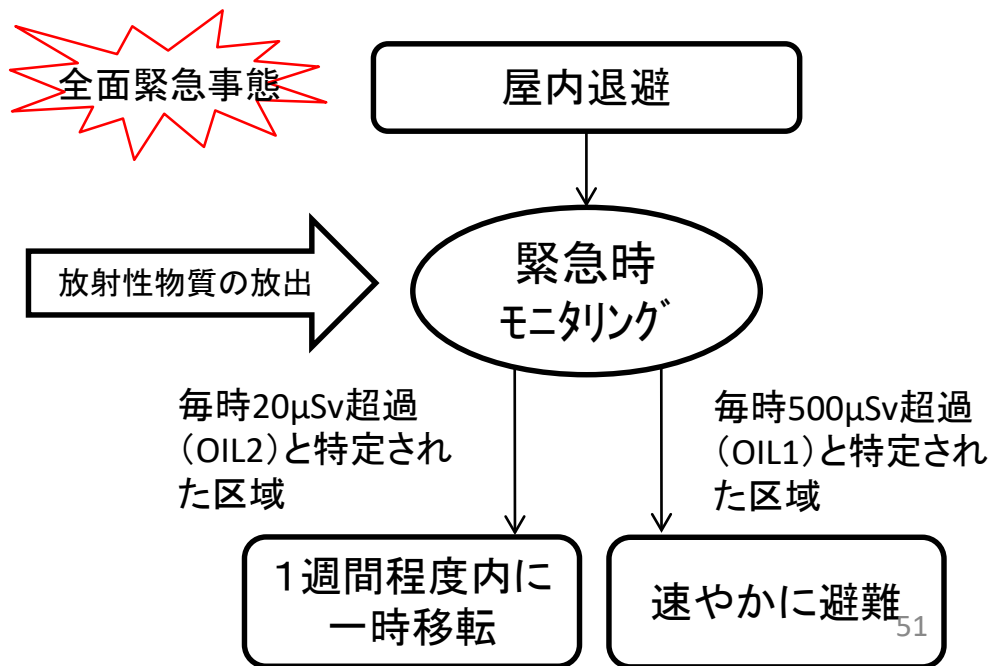 全面緊急事態
屋内退避
放射性物質の放出
緊急時
ﾓﾆﾀﾘﾝｸﾞ
毎時20μSv超過
（OIL2）と特定され
た区域
毎時500μSv超過
（OIL1）と特定され
た区域
１週間程度内に
一時移転
速やかに避難
51